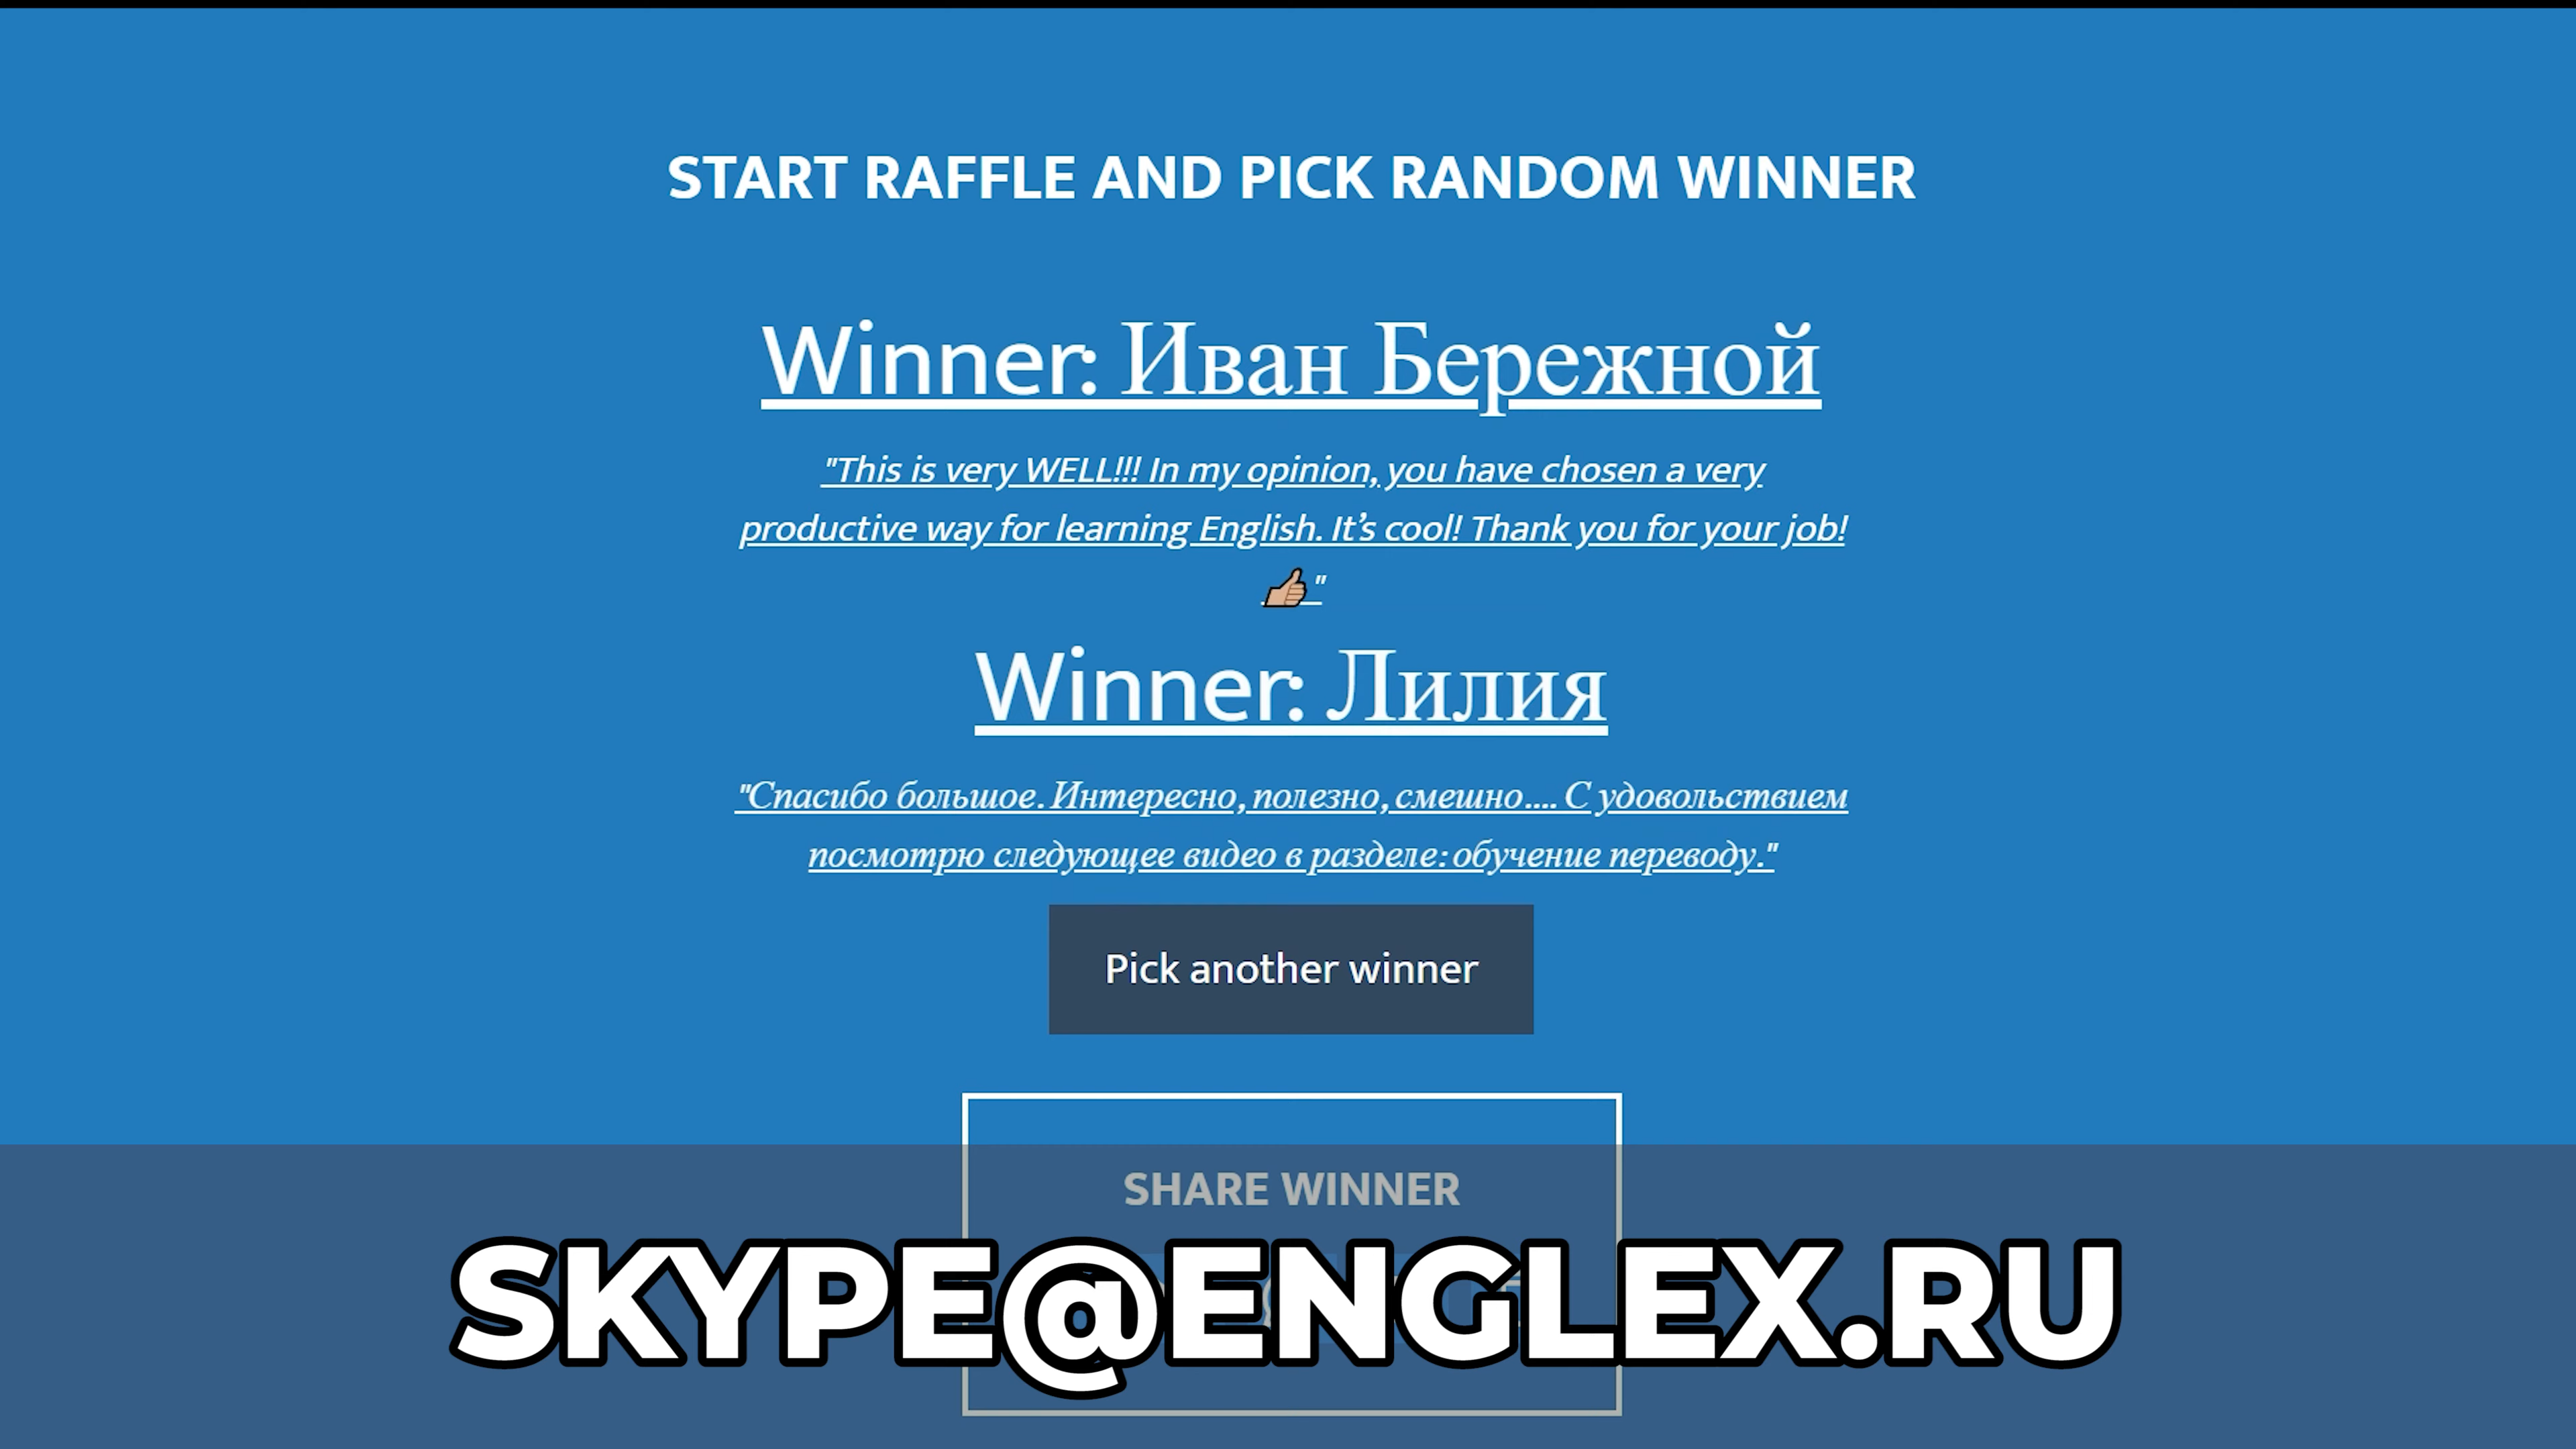 START RAFFLE AND PICK RANDOM WINNER
Winner: Иван Бережной
"This is very WELL!!! In my opinion, you have chosen a very
productive way for learning English. It’s cool! Thank you for your job!
👍🏼"
Winner: Лилия
"Спасибо большое. Интересно, полезно, смешно.... С удовольствием
посмотрю следующее видео в разделе: обучение переводу."
Pick another winner
SHARE WINNER
SKYPE@ENGLEX.RU